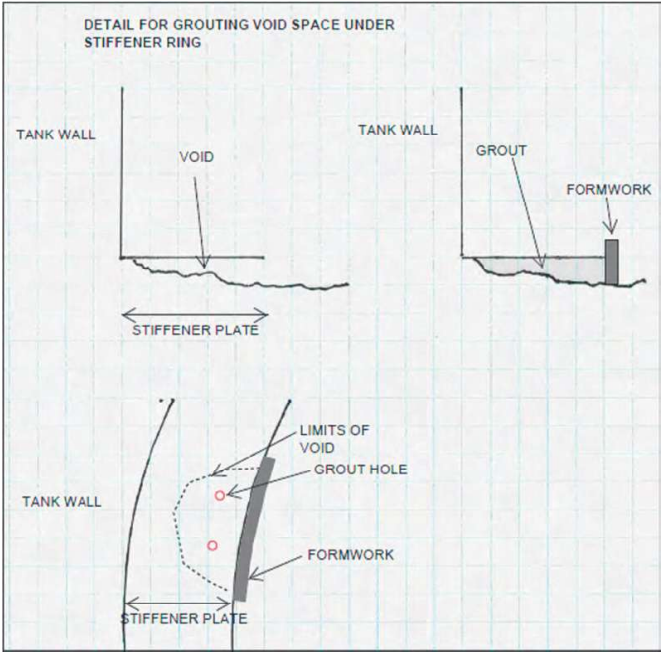 DETAIL FOR GROUTING VOID SPACE UNDER
STIFFENER RING
TANK WALL
VOID
STIFFENER PLATE
TANK WALL
GROUT
FORMWORK
LIMITS OF
VOID
GROUT HOLE
TANK WALL
FORMWORK
STIFFENER PLATE